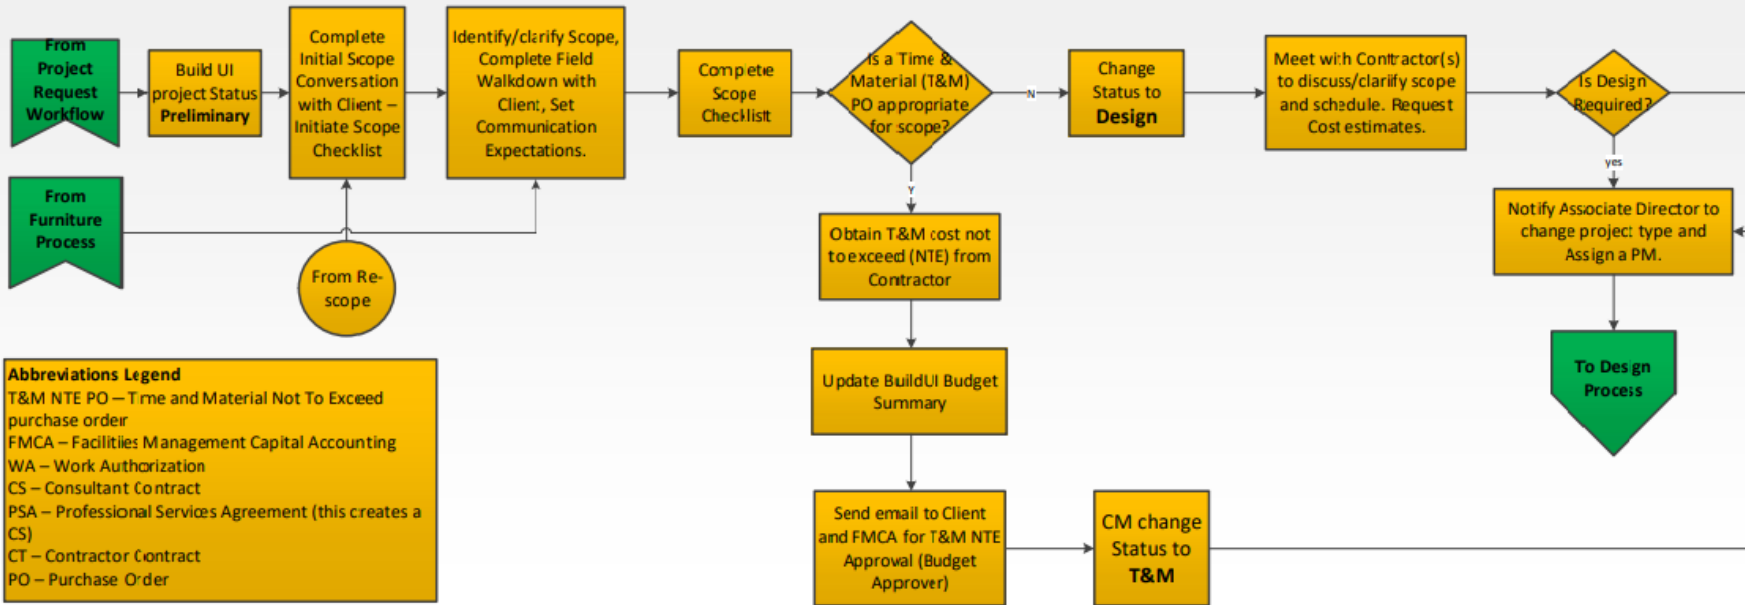 From
Project
Request
Workflow
Build UI
project Status
Preliminary
Complete
Initial Scope
Conversation
with Client –
Initiate Scope
Checklist
Identify/clarify Scope,
Complete Field
Walkdown with
Client, Set
Communication
Expectations.
Complete
Scope
Checklist
Is a Time &
Material (T&M)
PO appropriate
for scope?
N
Change
Status to
Design
Meet with Contractor(s)
to discuss/clarify scope
and schedule. Request
Cost estimates.
Is Design
Required?
yes
Notify Associate Director to
change project type and
Assign a PM.
To Design
Process
From
Furniture
Process
From Re-
scope
Y
Obtain T&M cost not
to exceed (NTE) from
Contractor
Update BuildUI Budget
Summary
Send email to Client
and FMCA for T&M NTE
Approval (Budget
Approver)
CM change
Status to
T&M
Abbreviations Legend
T&M NTE PO – Time and Material Not To Exceed
purchase order
FMCA – Facilities Management Capital Accounting
WA – Work Authorization
CS – Consultant Contract
PSA – Professional Services Agreement (this creates a
CS)
CT – Contractor Contract
PO – Purchase Order